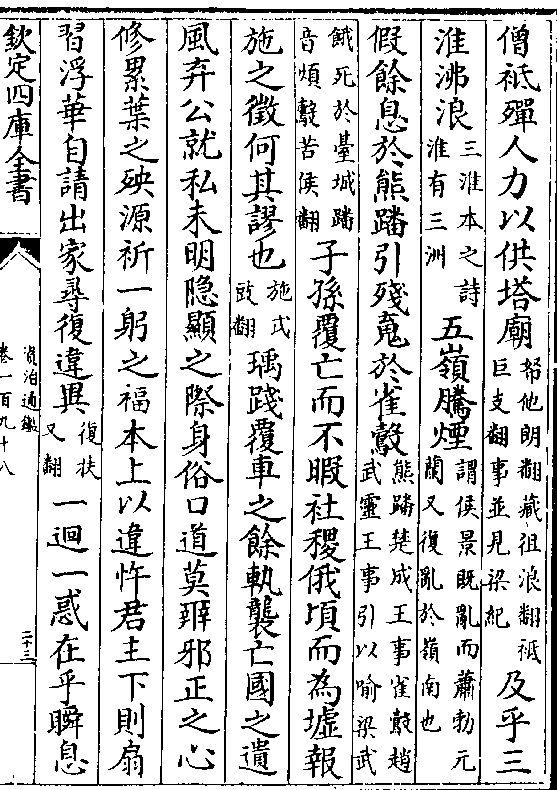 僧祇殫人力以供塔廟帑他朗翻藏徂浪翻祇巨支翻事並見梁紀及乎三
淮沸浪三淮本之詩淮有三洲五嶺騰煙謂侯景既亂而蕭勃元蘭又復亂於嶺南也
假餘息於熊蹯引殘䰟於雀鷇熊蹯楚成王事雀鷇趙武靈王事引以喻梁武
餓死於臺城蹯音煩鷇苦侯翻子孫覆亡而不暇社稷俄頃而為墟報
施之徵何其謬也施式䜴翻瑀踐覆車之餘軌襲亡國之遺
風弃公就私未明隐顯之際身俗口道莫辧邪正之心
修累葉之殃源祈一躬之福本上以違忤君主下則扇
習浮華自請出家尋復違異復扶又翻一迴一惑在乎瞬息
欽定四庫全書
資治通鑑
卷一百九十八
二十三